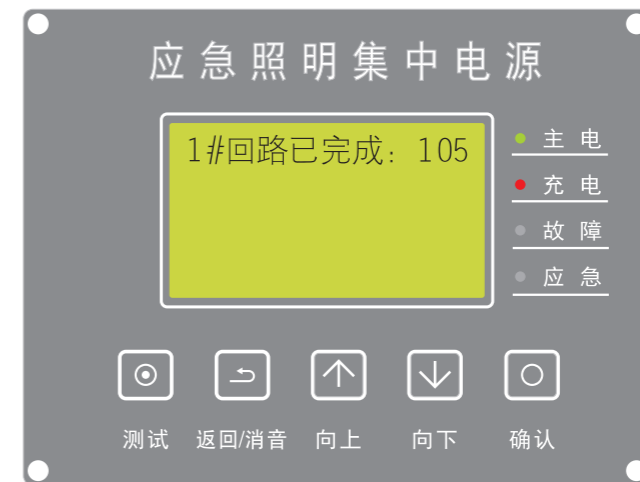 应急照明集中电源
1#回路已完成：105
主电
充电
故障
应急
测试 返回/消音 向上 向下 确认